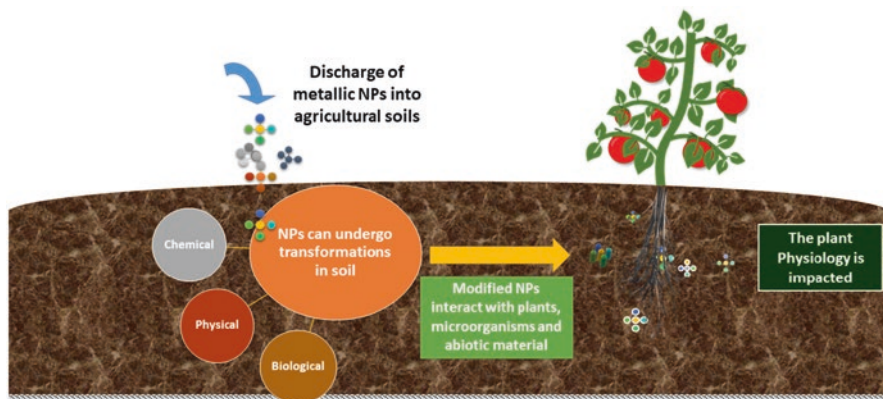 Discharge of
metallic NPs into
agricultural soils
Chemical
NPs can undergo
transformations
in soil
Physical
Biological
Modified NPs
interact with plants,
microorganisms and
abiotic material
The plant
Physiology is
impacted